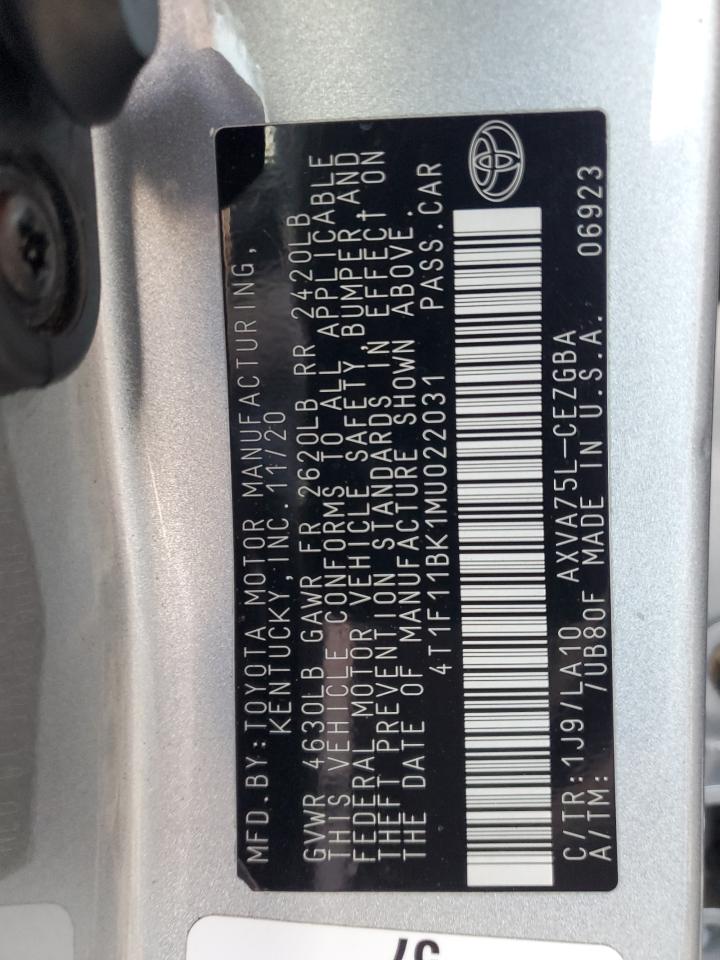 MFD.BY:TOYOTA MOTOR MANUFACTURING,
KENTUCKY, INC. 11/20
GVWR 4630LB GAWR FR 2620LB RR 2420LB
THIS VEHICLE CONFORMS TO ALL APPLICABLE
FEDERAL MOTOR VEHICLE SAFETY, BUMPER, AND
THEFT PREVENTION STANDARDS IN EFFECT ON
THE DATE OF MANUFACTURE SHOWN ABOVE.
4T1F11BK1MU022031 PASS.CAR
C/TR:1J9/LA10 AXVA75L-CEZGBA
A/TM: /UB80F MADE IN U.S.A. 06923